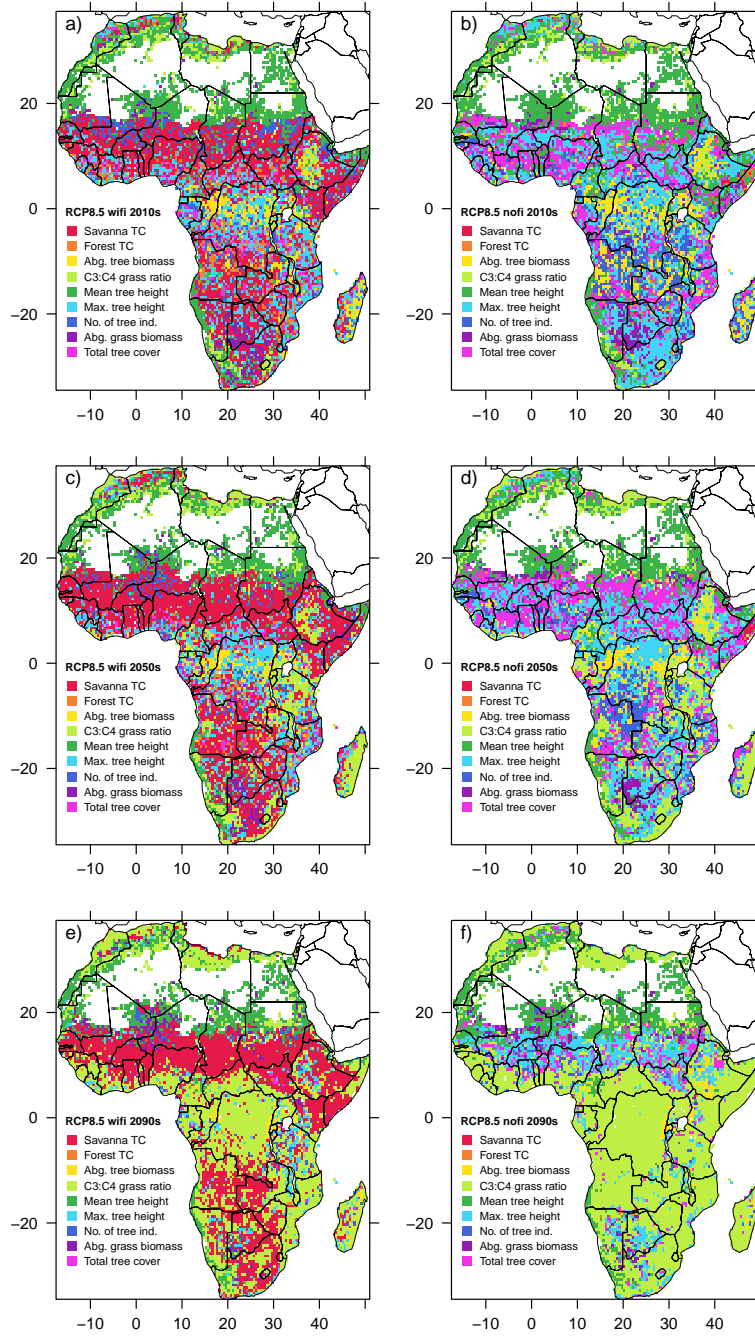 a)
20
0
−20
RCP8.5 wifi 2010s
Savanna TC
Forest TC
Abg. tree biomass
C3:C4 grass ratio
Mean tree height
Max. tree height
No. of tree ind.
Abg. grass biomass
Total tree cover
−10 0 10 20 30 40
b)
20
0
−20
RCP8.5 nofi 2010s
Savanna TC
Forest TC
Abg. tree biomass
C3:C4 grass ratio
Mean tree height
Max. tree height
No. of tree ind.
Abg. grass biomass
Total tree cover
−10 0 10 20 30 40
c)
20
0
−20
RCP8.5 wifi 2050s
Savanna TC
Forest TC
Abg. tree biomass
C3:C4 grass ratio
Mean tree height
Max. tree height
No. of tree ind.
Abg. grass biomass
Total tree cover
−10 0 10 20 30 40
d)
20
0
−20
RCP8.5 nofi 2050s
Savanna TC
Forest TC
Abg. tree biomass
C3:C4 grass ratio
Mean tree height
Max. tree height
No. of tree ind.
Abg. grass biomass
Total tree cover
−10 0 10 20 30 40
e)
20
0
−20
RCP8.5 wifi 2090s
Savanna TC
Forest TC
Abg. tree biomass
C3:C4 grass ratio
Mean tree height
Max. tree height
No. of tree ind.
Abg. grass biomass
Total tree cover
−10 0 10 20 30 40
f)
20
0
−20
RCP8.5 nofi 2090s
Savanna TC
Forest TC
Abg. tree biomass
C3:C4 grass ratio
Mean tree height
Max. tree height
No. of tree ind.
Abg. grass biomass
Total tree cover
−10 0 10 20 30 40